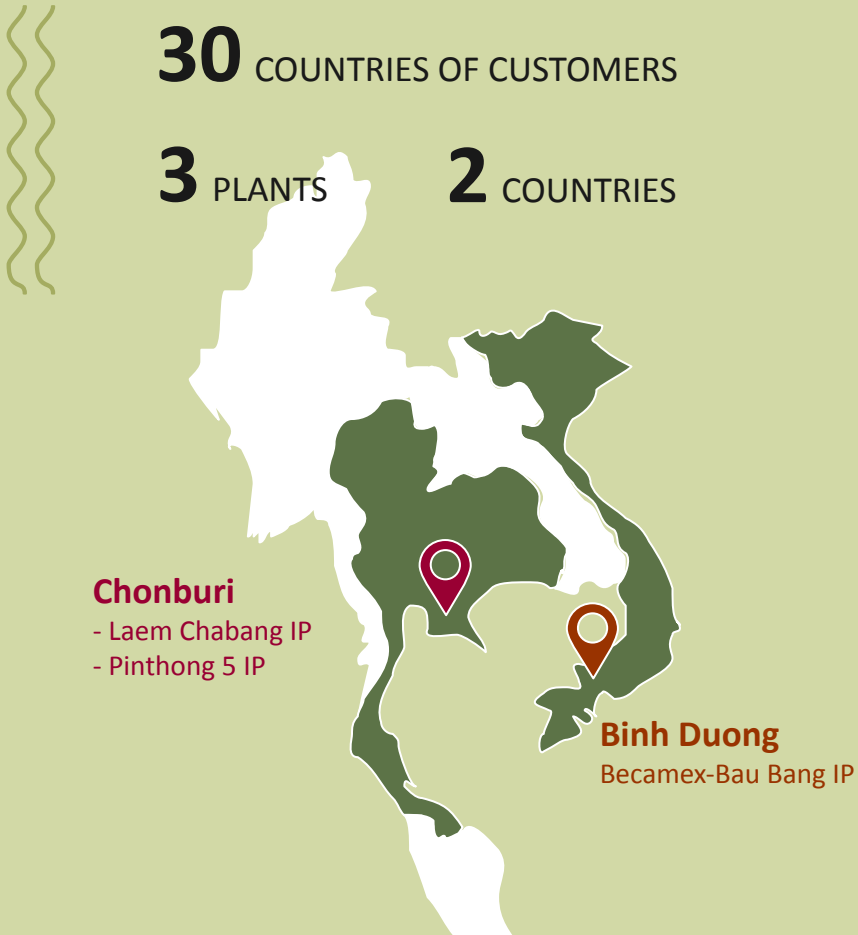 30 COUNTRIES OF CUSTOMERS
3 PLANTS 2 COUNTRIES
Chonburi
- Laem Chabang IP
- Pinthong 5 IP
Binh Duong
Becamex-Bau Bang IP